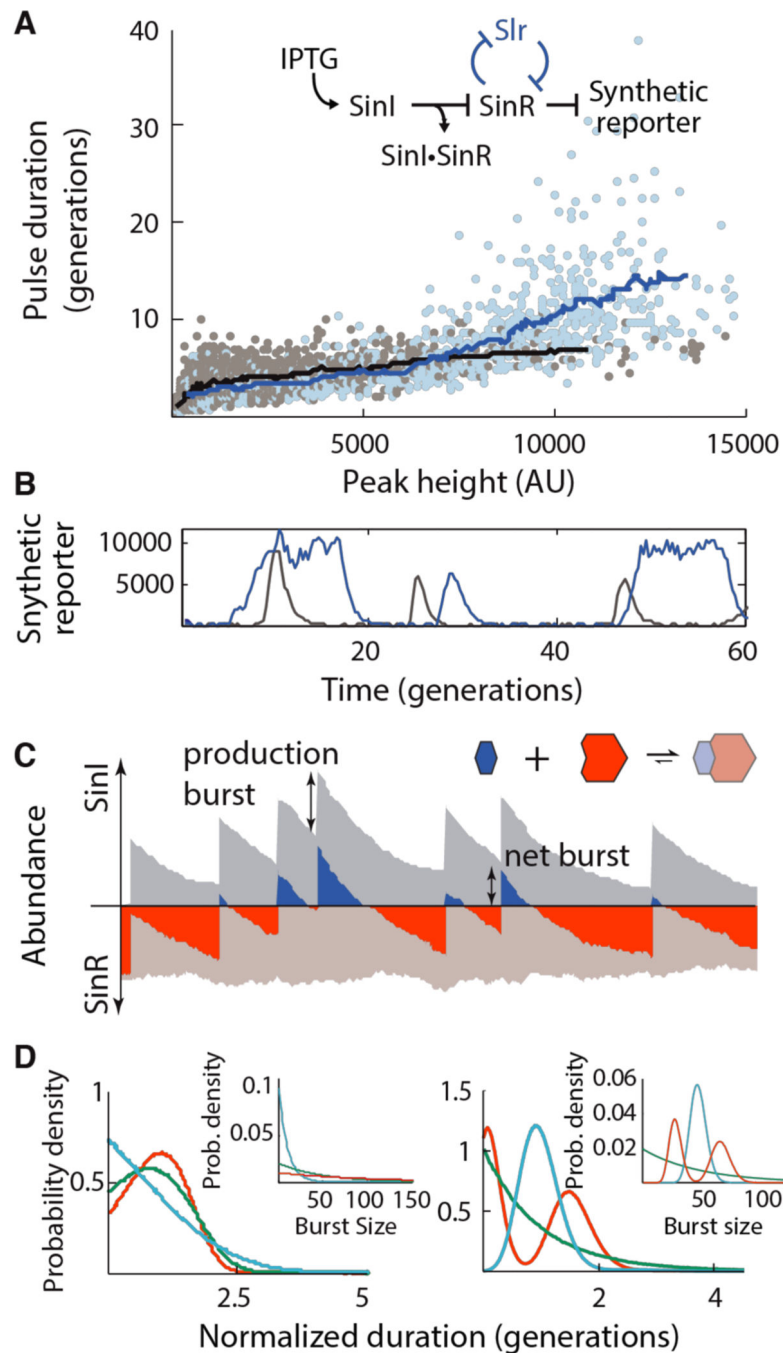 A
40
30
20
10
Pulse duration
(generations)
Slr
IPTG
SinI
SinR
Synthetic
reporter
SinI•SinR
5000
10000
15000
Peak height (AU)
B
10000
5000
Snythetic
reporter
20
40
60
Time (generations)
C
production
burst
+
⇌
net burst
SinI
Abundance
SinR
D
1
0.5
Probability density
0.1
0.05
Prob. density
50
100
150
Burst Size
2.5
5
1.5
1
0.5
0.06
0.04
0.02
Prob. density
50
100
Burst size
2
4
Normalized duration (generations)